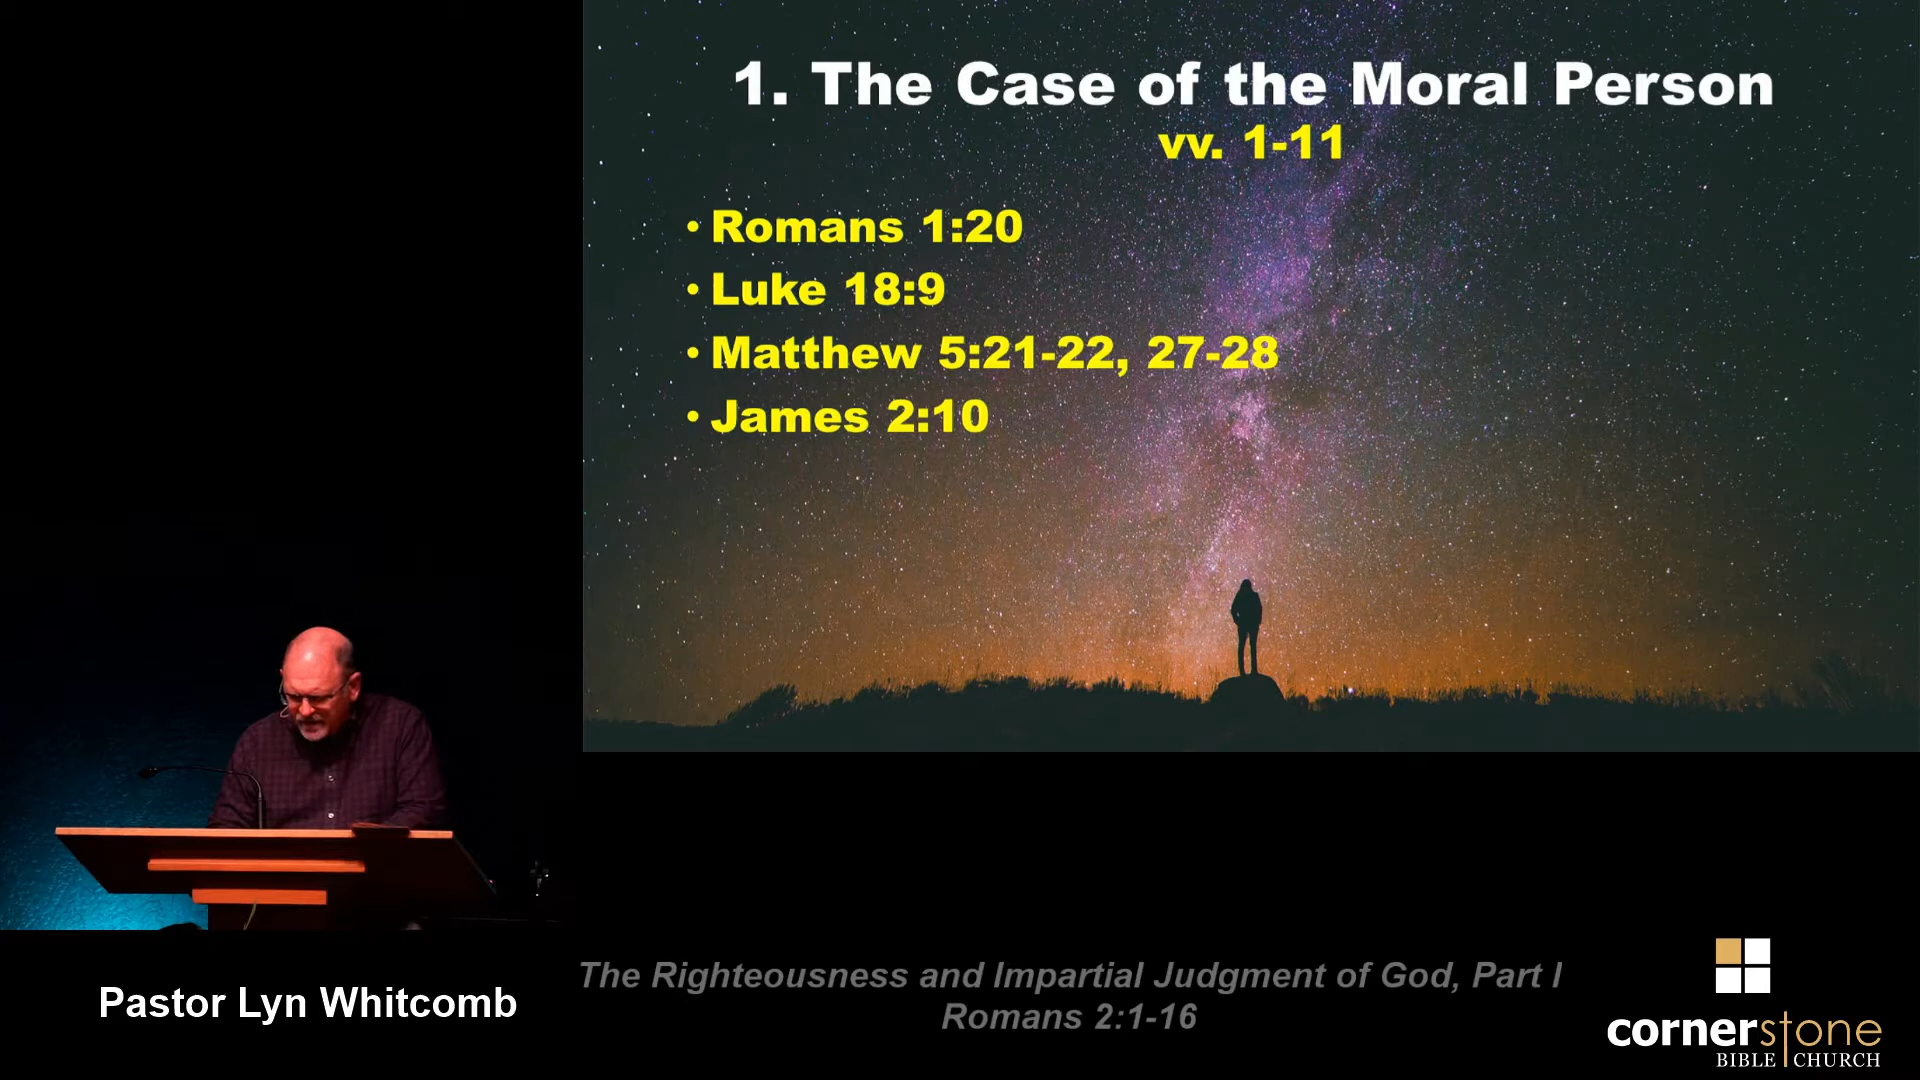 1. The Case of the Moral Person
vv. 1-11
• Romans 1:20
• Luke 18:9
• Matthew 5:21-22, 27-28
• James 2:10
Pastor Lyn Whitcomb
The Righteousness and Impartial Judgment of God, Part I
Romans 2:1-16
cornerstone
BIBLE CHURCH